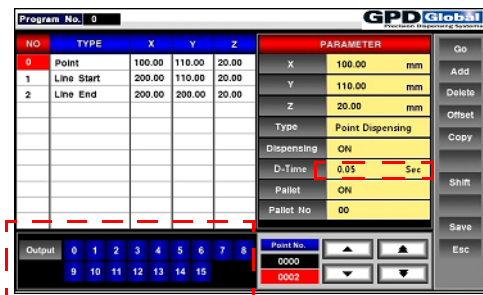 Program No. 0
GPD Global
Precision Dispensing Systems
NO TYPE X Y Z
0 Point 100.00 110.00 20.00
1 Line Start 200.00 110.00 20.00
2 Line End 200.00 200.00 20.00
PARAMETER
X 100.00 mm
Y 110.00 mm
Z 20.00 mm
Type Point Dispensing
Dispensing ON
D-Time 0.05 Sec
Pallet ON
Pallet No 00
Go
Add
Delete
Offset
Copy
Shift
Save
Esc
Output 0 1 2 3 4 5 6 7 8
9 10 11 12 13 14 15
Point No.
0000
0002